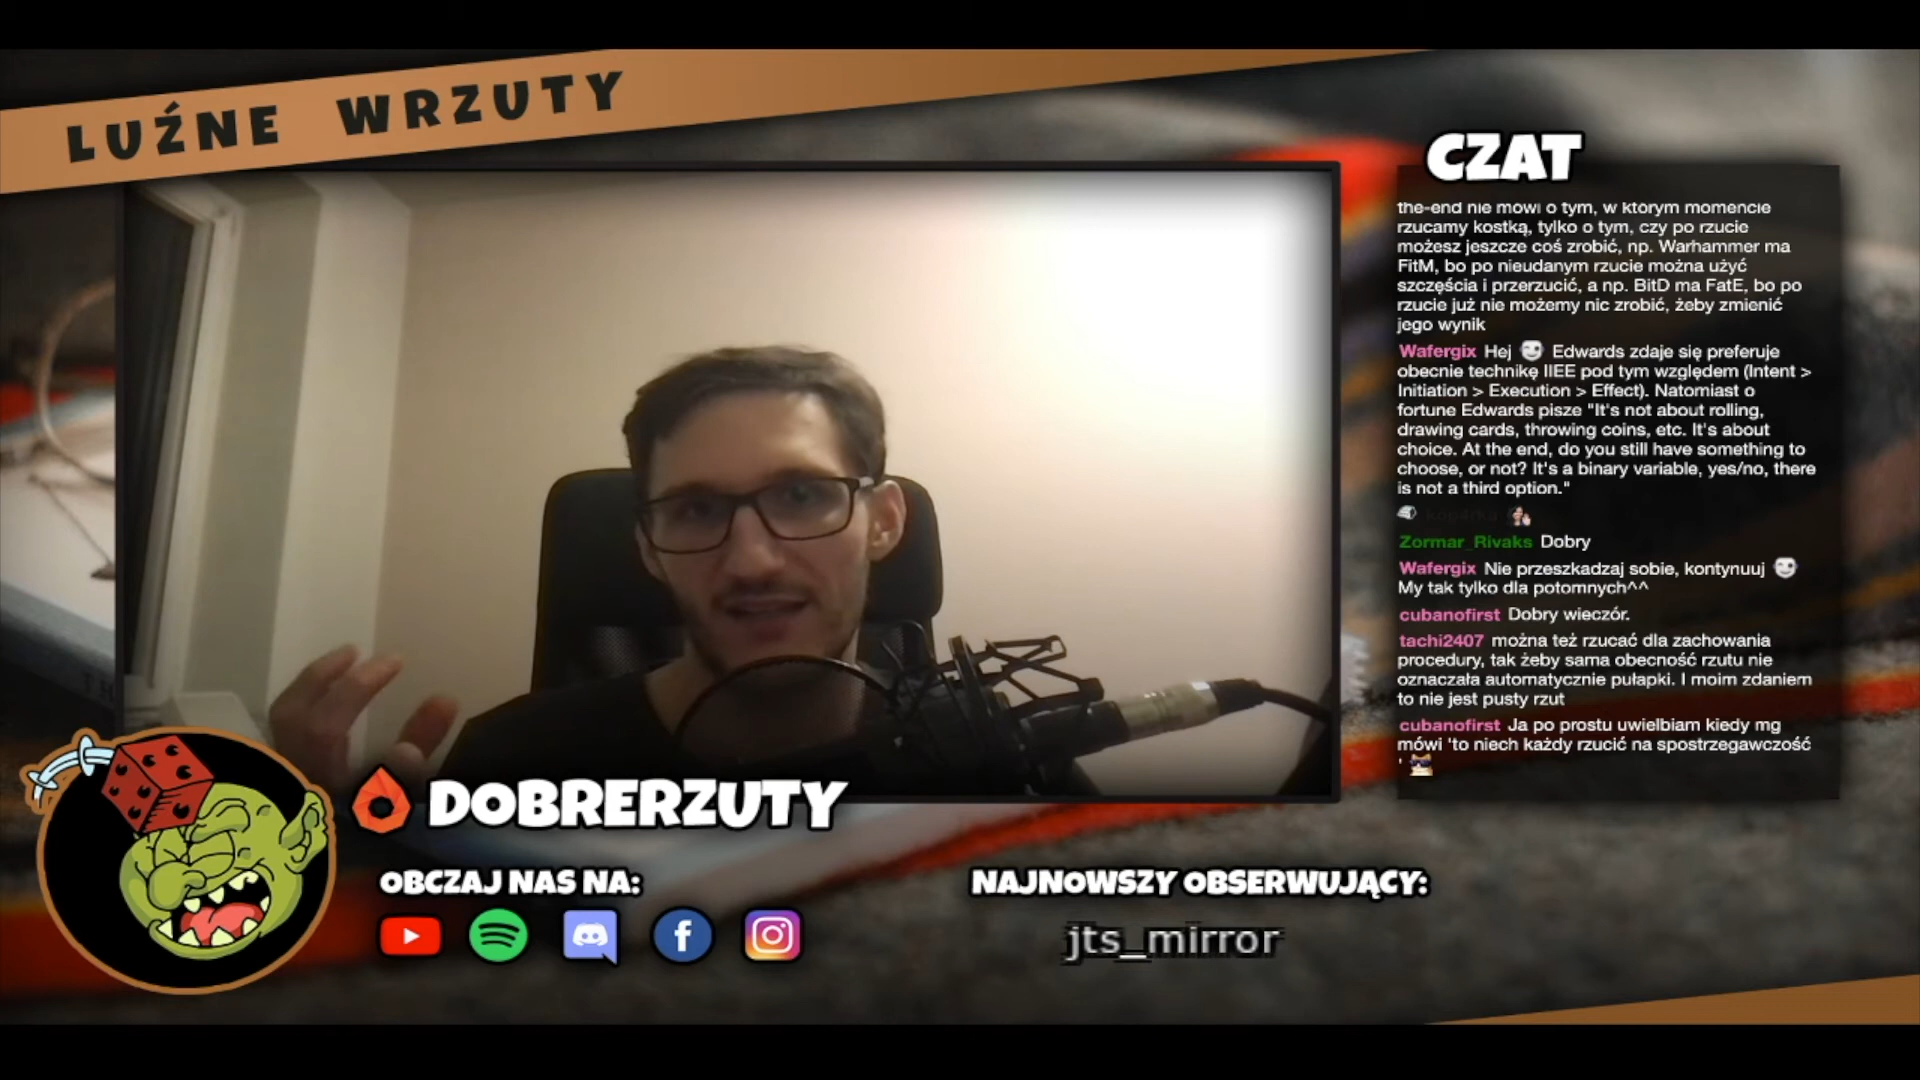 LUŹNE WRZUTY
CZAT
the-end nie mówi o tym, w którym momencie
rzucamy kostką, tylko o tym, czy po rzucie
możesz jeszcze coś zrobić, np. Warhammer ma
FitM, bo po nieudanym rzucie można użyć
szczęścia i przerzucić, a np. BitD ma FatE, bo po
rzucie już nie możemy nic zrobić, żeby zmienić
jego wynik
Wafergix Hej Edwards zdaje się preferuje
obecnie technikę IIEE pod tym względem (Intent >
Initiation > Execution > Effect). Natomiast o
fortune Edwards pisze "It's not about rolling,
drawing cards, throwing coins, etc. It's about
choice. At the end, do you still have something to
choose, or not? It's a binary variable, yes/no, there
is not a third option."
Zormar_Rivaks Dobry
Wafergix Nie przeszkadzaj sobie, kontynuuj
My tak tylko dla potomnych^^
cubanofirst Dobry wieczór.
tachi2407 można też rzucać dla zachowania
procedury, tak żeby sama obecność rzutu nie
oznaczała automatycznie pułapki. I moim zdaniem
to nie jest pusty rzut
cubanofirst Ja po prostu uwielbiam kiedy mg
mówi 'to niech każdy rzucić na spostrzegawczość
'
DOBRERZUTY
OBCZAJ NAS NA:
NAJNOWSZY OBSERWUJĄCY:
jts_mirror